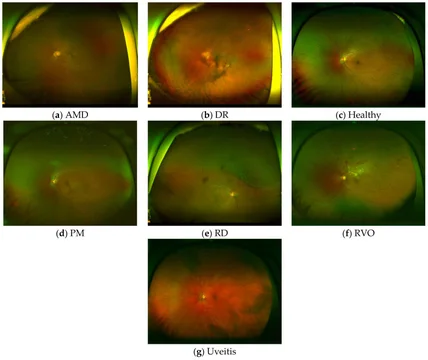 (a) AMD
(b) DR
(c) Healthy
(d) PM
(e) RD
(f) RVO
(g) Uveitis